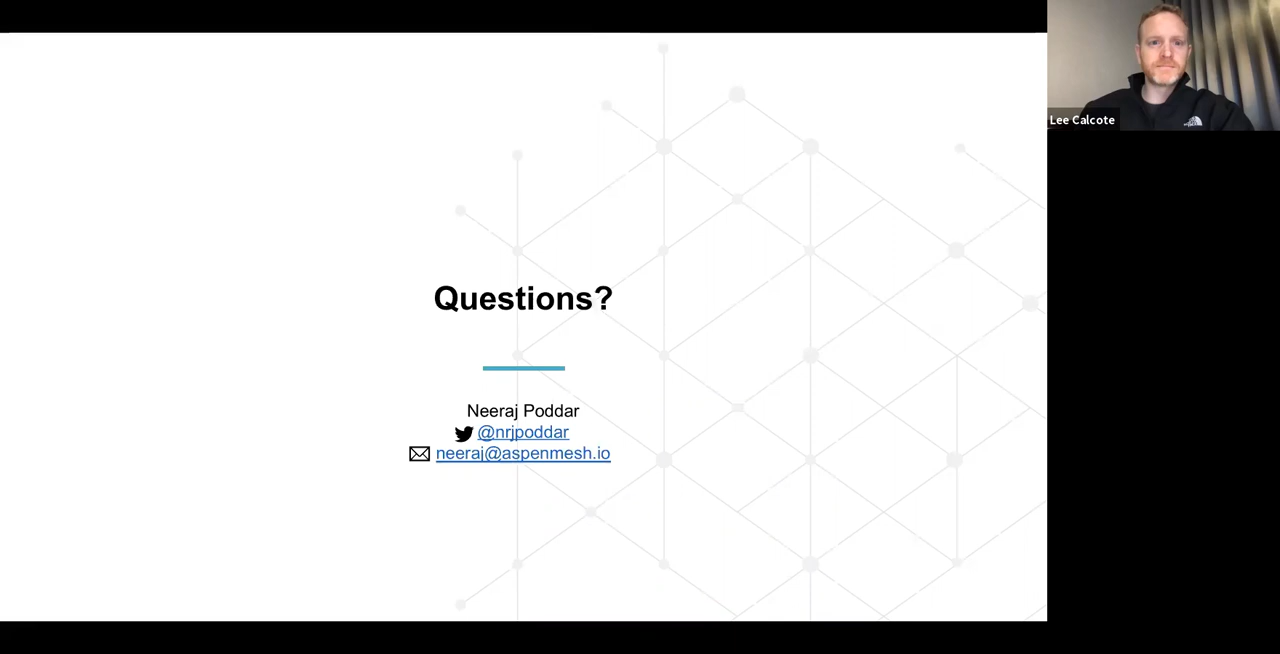 Questions?
Neeraj Poddar
@nrjpoddar
neeraj@aspenmesh.io
Lee Calcote